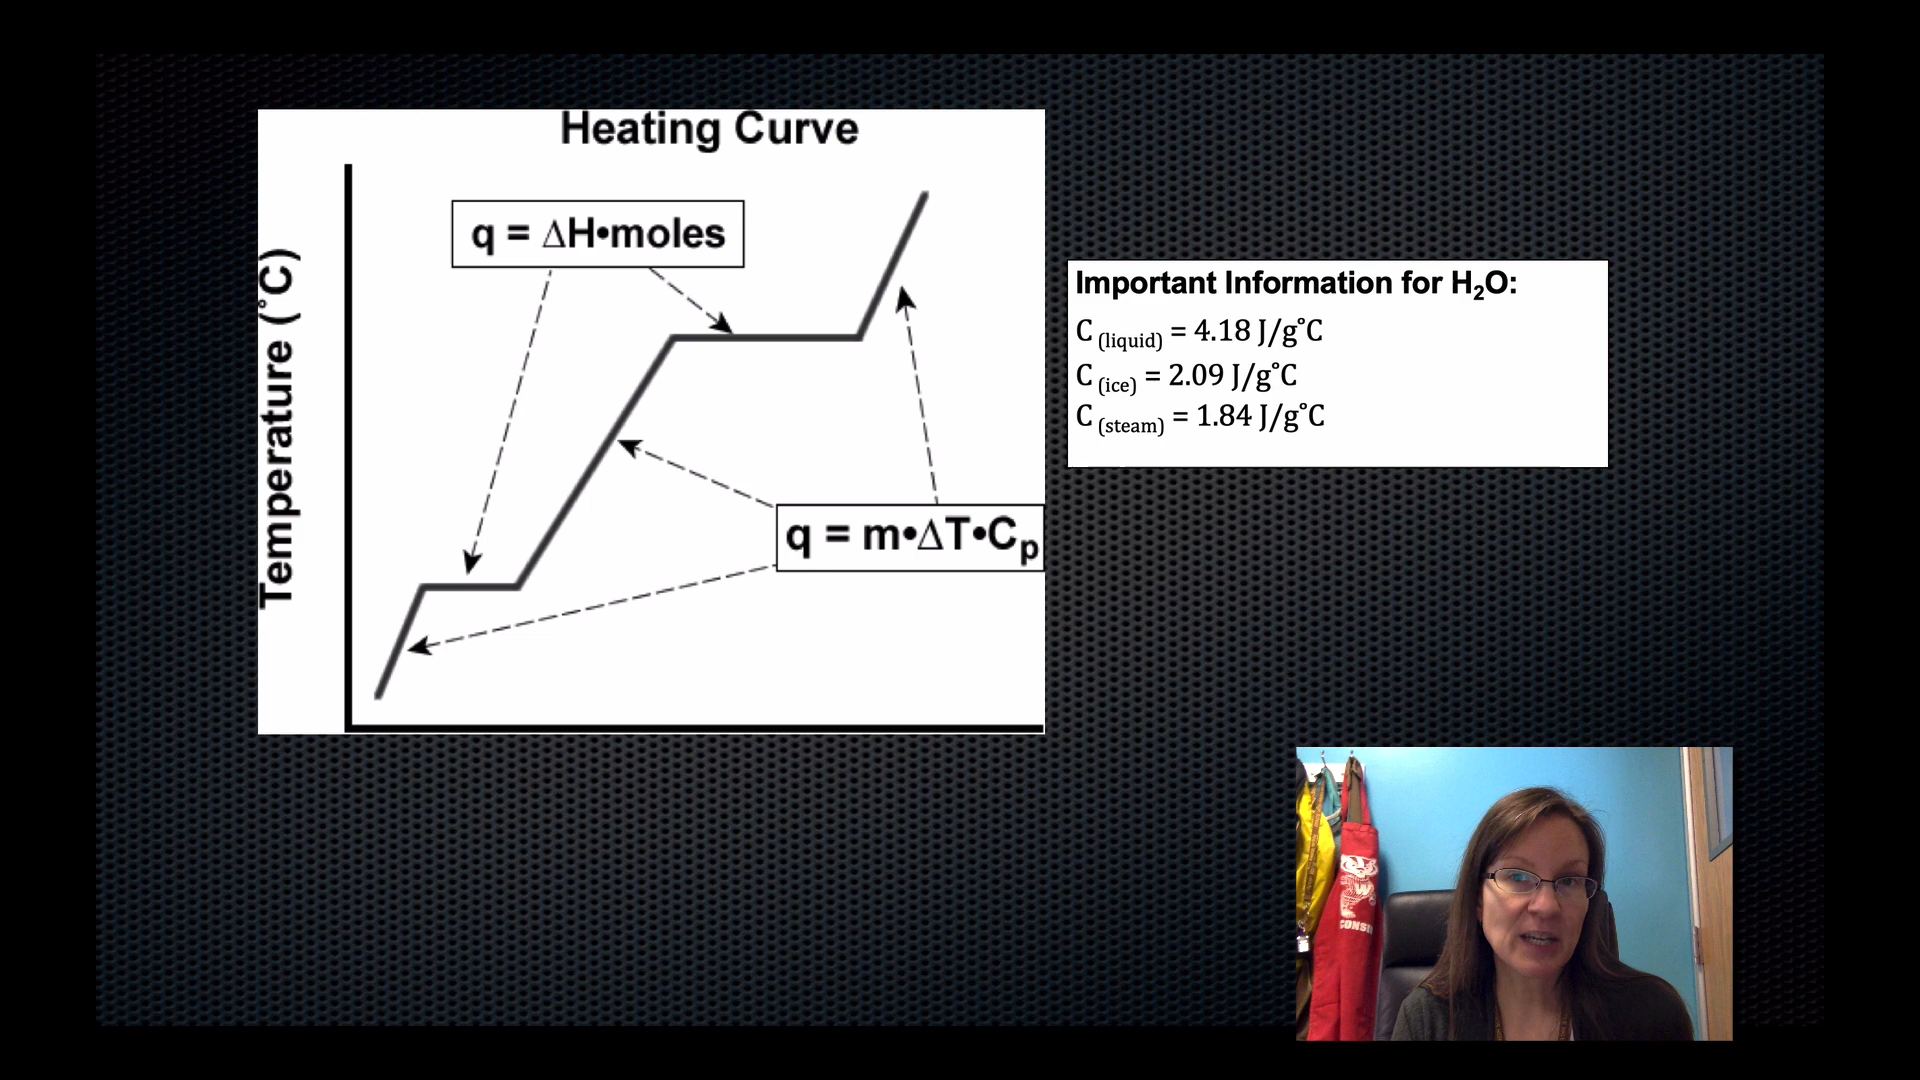 Heating Curve
q = ΔH•moles
Temperature (˚C)
q = m•ΔT•Cp
Important Information for H₂O:
C (liquid) = 4.18 J/g˚C
C (ice) = 2.09 J/g˚C
C (steam) = 1.84 J/g˚C
W
CONS